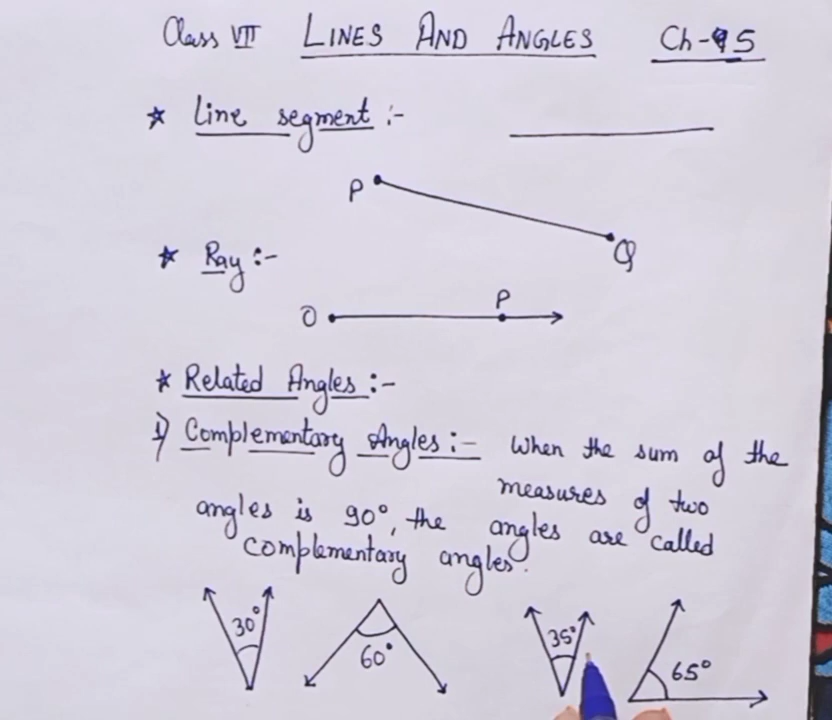 Class VII LINES AND ANGLES Ch-5
* Line segment :-
P
Q
* Ray :-
O P
* Related Angles :-
1) Complementary Angles :- When the sum of the
measures of two
angles is 90°, the angles are called
complementary angles.
30° 60° 35° 65°